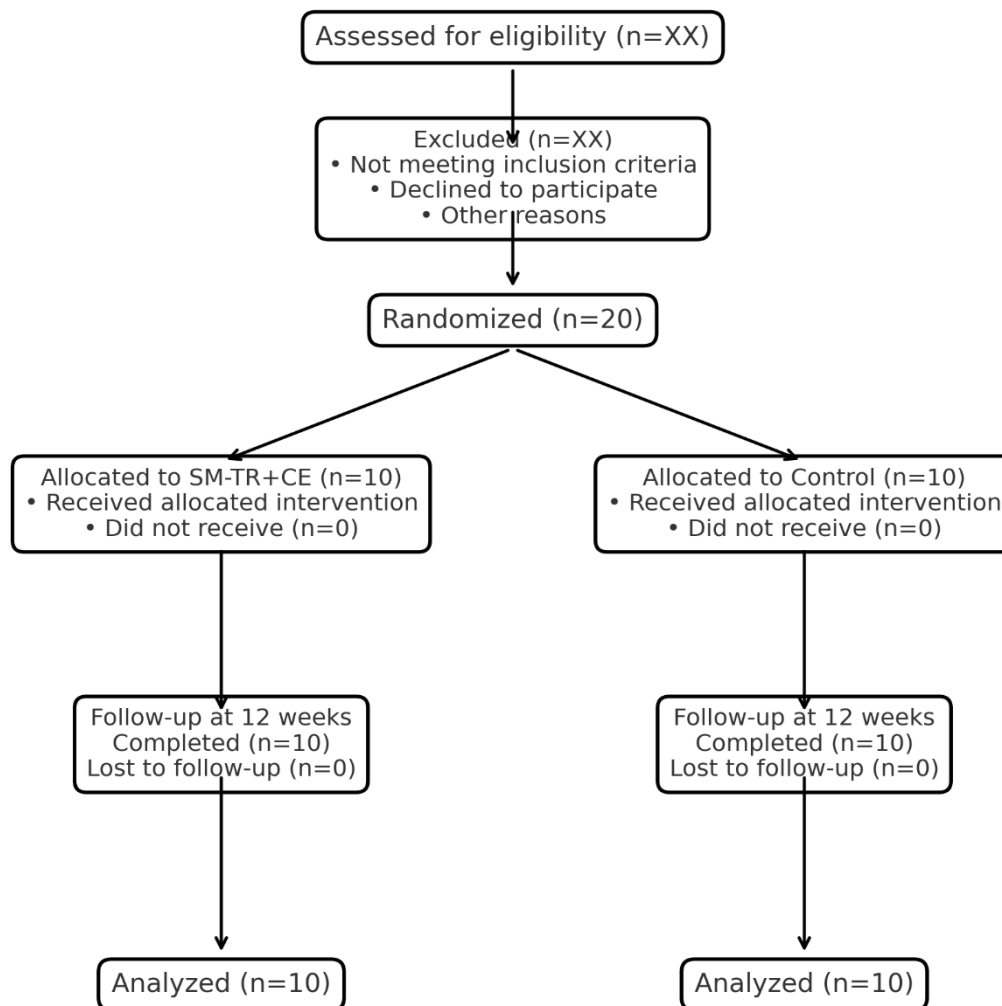 Assessed for eligibility (n=XX)
Excluded (n=XX)
• Not meeting inclusion criteria
• Declined to participate
• Other reasons
Randomized (n=20)
Allocated to SM-TR+CE (n=10)
• Received allocated intervention
• Did not receive (n=0)
Allocated to Control (n=10)
• Received allocated intervention
• Did not receive (n=0)
Follow-up at 12 weeks
Completed (n=10)
Lost to follow-up (n=0)
Follow-up at 12 weeks
Completed (n=10)
Lost to follow-up (n=0)
Analyzed (n=10)
Analyzed (n=10)